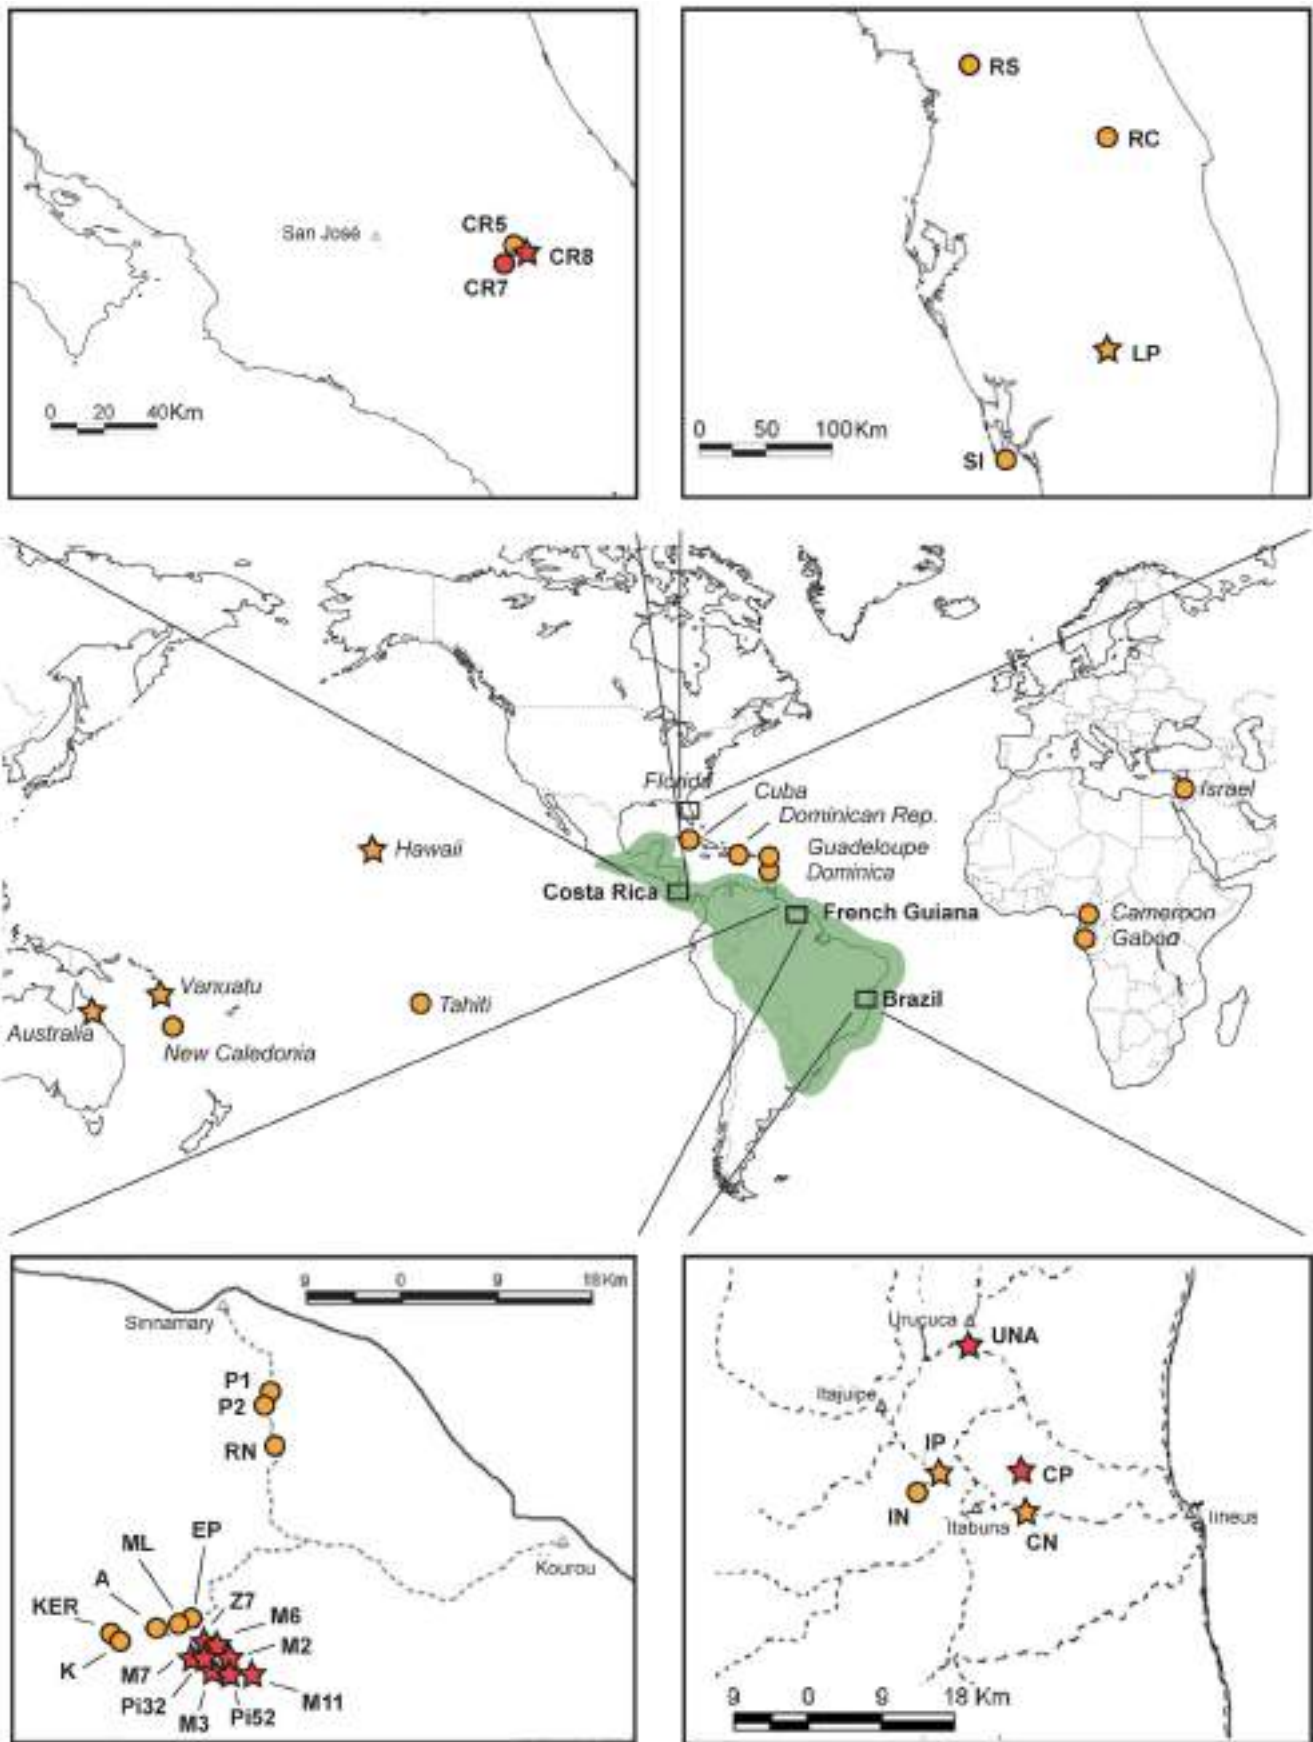 RS
RC
CR5
San José
CR8
CR7
LP
0 20 40Km
0 50 100Km
SI
Florida
Cuba
Israel
Dominican Rep.
Hawaii
Guadeloupe
Dominica
Costa Rica
French Guiana
Cameroon
Gabon
Vanuatu
Brazil
Tahiti
Australia
New Caledonia
9 0 9 18Km
Sinnamary
P1
P2
RN
EP
ML
Kourou
A
Z7
KER
M6
M2
K
M7
M11
Pi32
Pi52
M3
Uruçuca
UNA
Itajuipe
IP
CP
IN
Itabuna
CN
9 0 9 18 Km